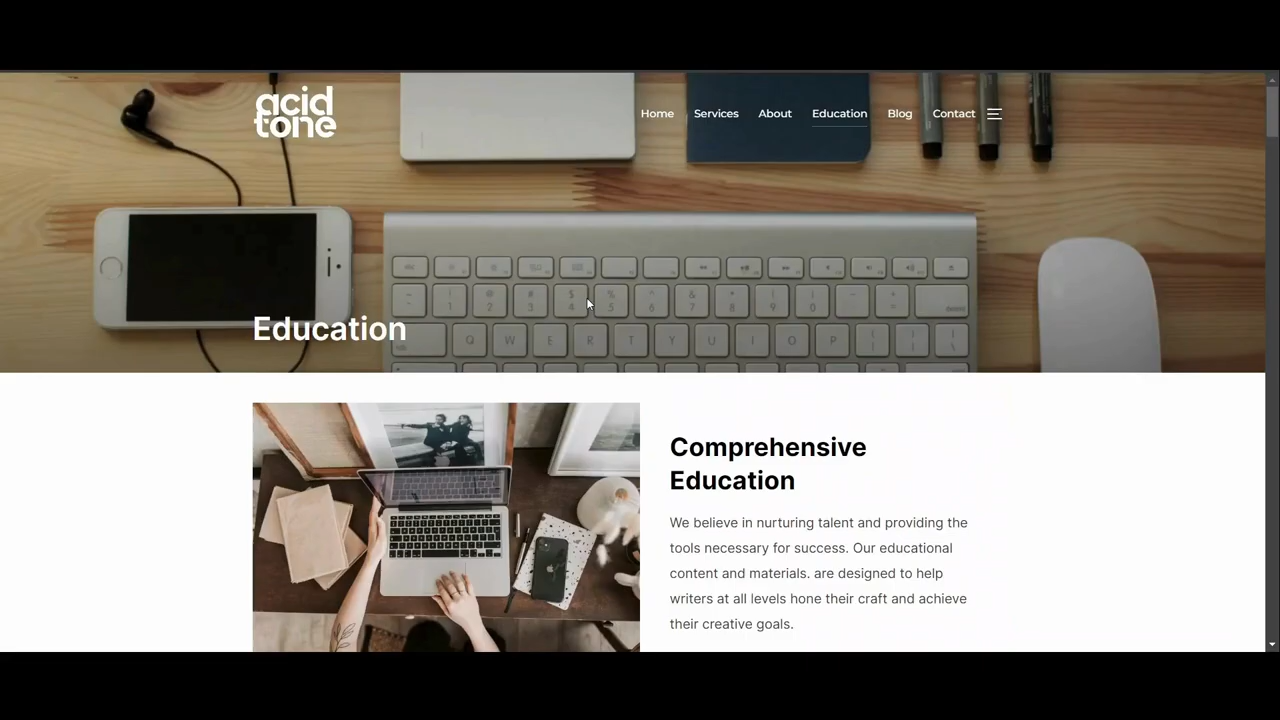 acid
tone
Home Services About Education Blog Contact
Education
Comprehensive
Education
We believe in nurturing talent and providing the
tools necessary for success. Our educational
content and materials. are designed to help
writers at all levels hone their craft and achieve
their creative goals.